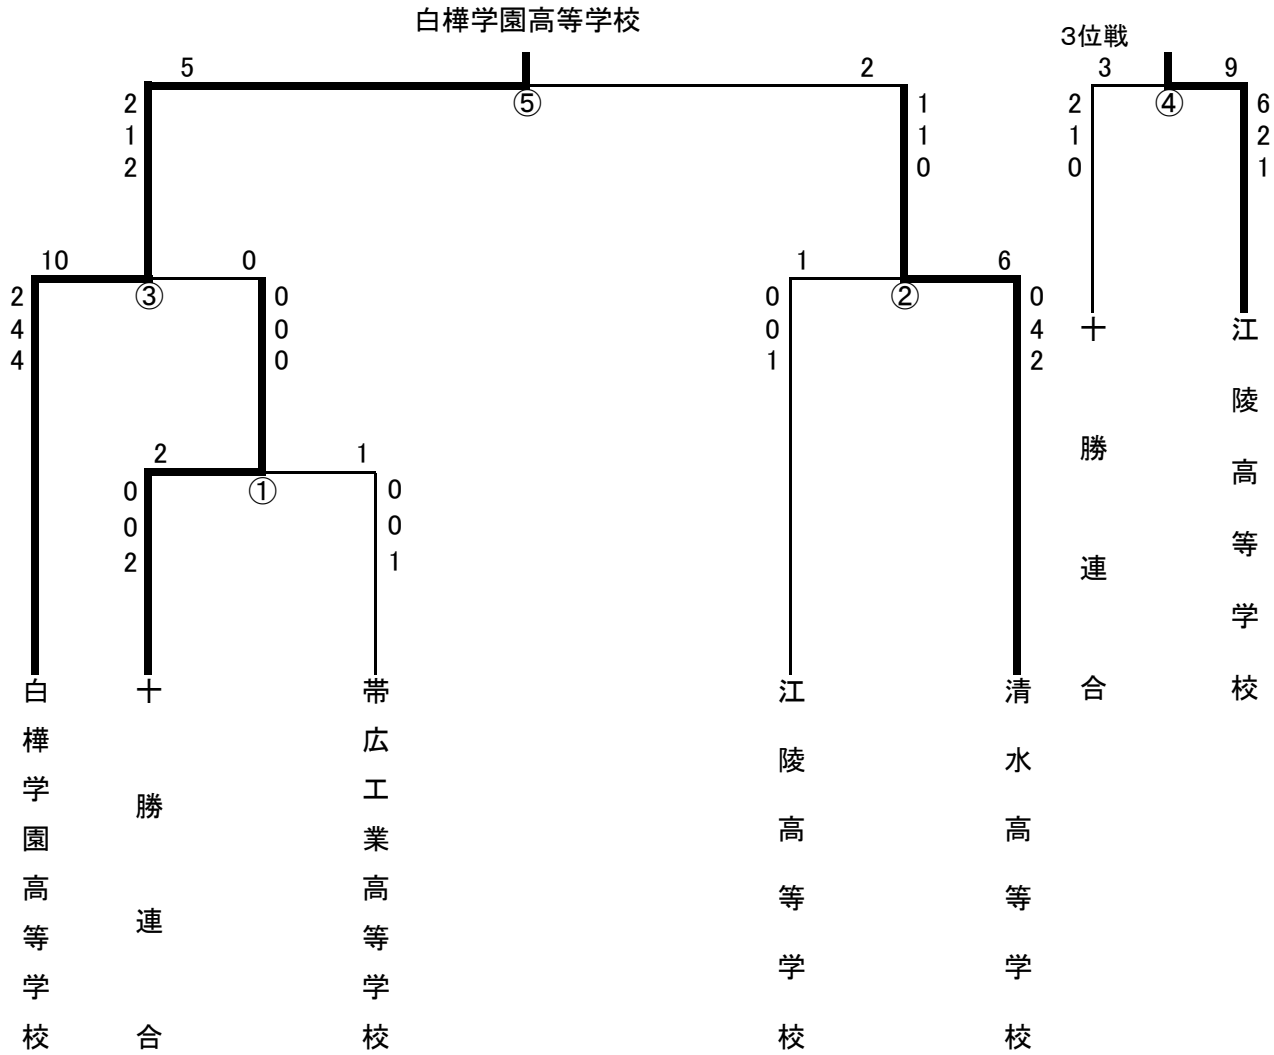 白樺学園高等学校
3位戦
5 2
3 9
⑤
④
2 1 2
1 1 0
2 1 0
6 2 1
10 0
1 6
③
②
2 4 4
0 0 0
0 0 1
0 4 2
2 1
①
0 0 2
0 0 1
白樺学園高等学校
十勝連合
帯広工業高等学校
江陵高等学校
清水高等学校
十勝連合
江陵高等学校